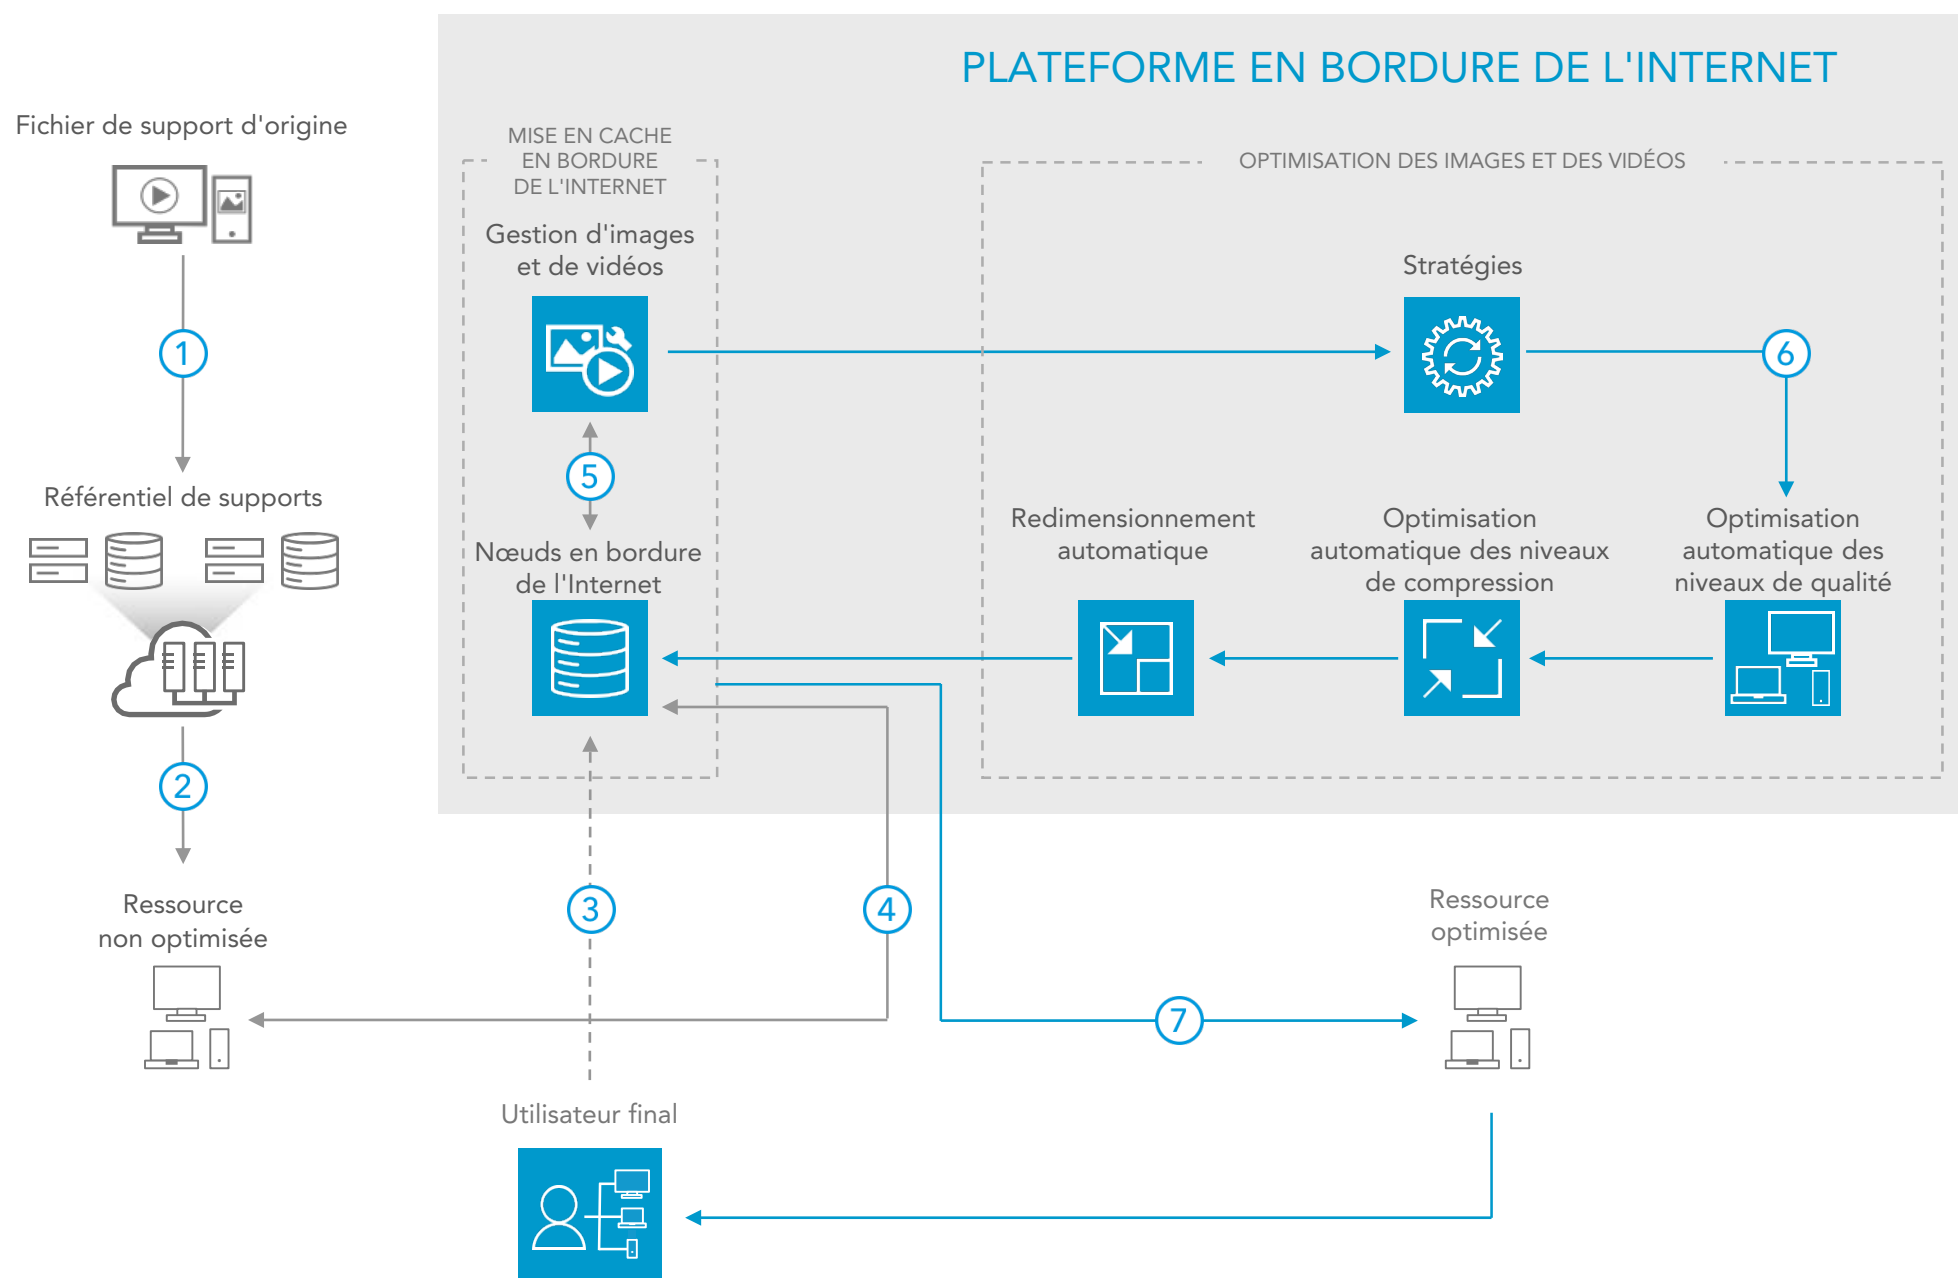 PLATEFORME EN BORDURE DE L'INTERNET
Fichier de support d'origine
MISE EN CACHE
EN BORDURE
DE L'INTERNET
OPTIMISATION DES IMAGES ET DES VIDÉOS
Gestion d'images
et de vidéos
Stratégies
1
6
5
Référentiel de supports
Nœuds en bordure
de l'Internet
Redimensionnement
automatique
Optimisation
automatique des niveaux
de compression
Optimisation
automatique des
niveaux de qualité
2
3
4
Ressource
non optimisée
Ressource
optimisée
7
Utilisateur final